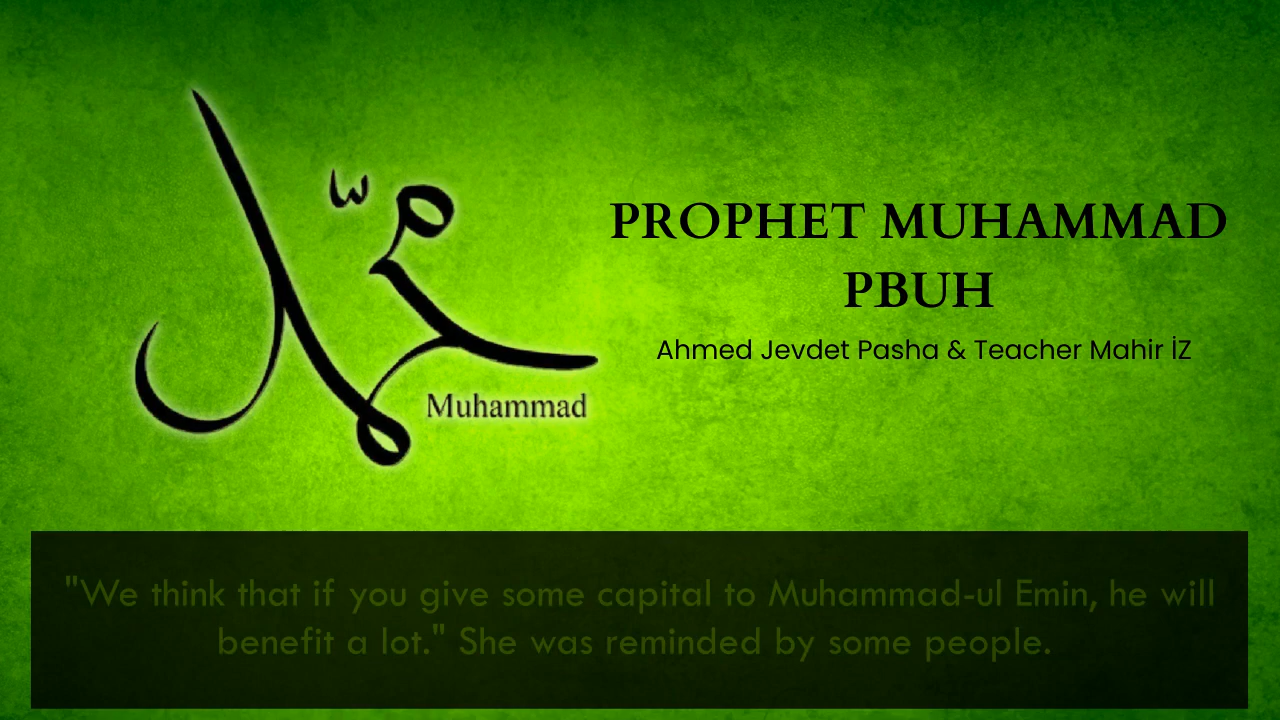 محمد
Muhammad
PROPHET MUHAMMAD
PBUH
Ahmed Jevdet Pasha & Teacher Mahir İZ
"We think that if you give some capital to Muhammad-ul Emin, he will
benefit a lot." She was reminded by some people.